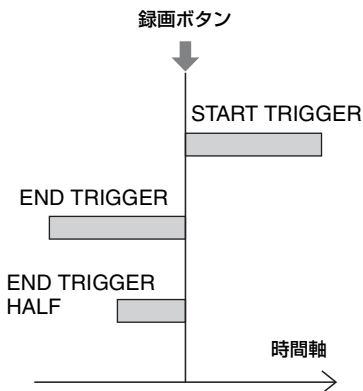 録画ボタン
START TRIGGER
END TRIGGER
END TRIGGER
HALF
時間軸